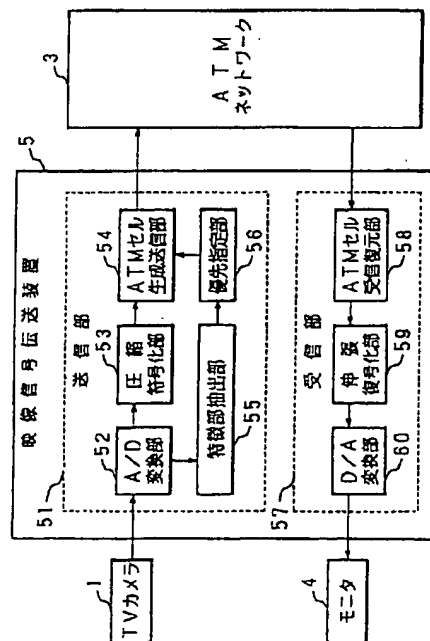 映像信号伝送装置
5
送信部
51
TVカメラ
1
A/D
変換部
52
圧縮
符号化部
53
ATMセル
生成送信部
54
特徴部抽出部
55
優先指定部
56
ATM
ネットワーク
3
受信部
57
モニタ
4
D/A
変換部
60
伸張
復号化部
59
ATMセル
受信復元部
58